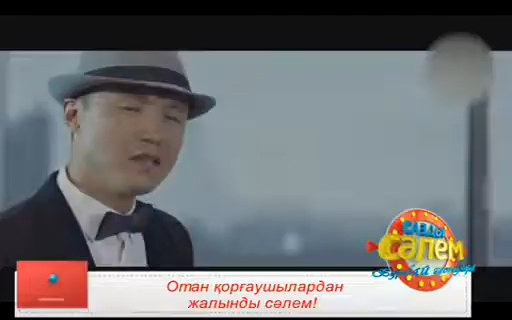 СӘЛЕМ
Отан қорғаушылардан
жалынды сәлем!